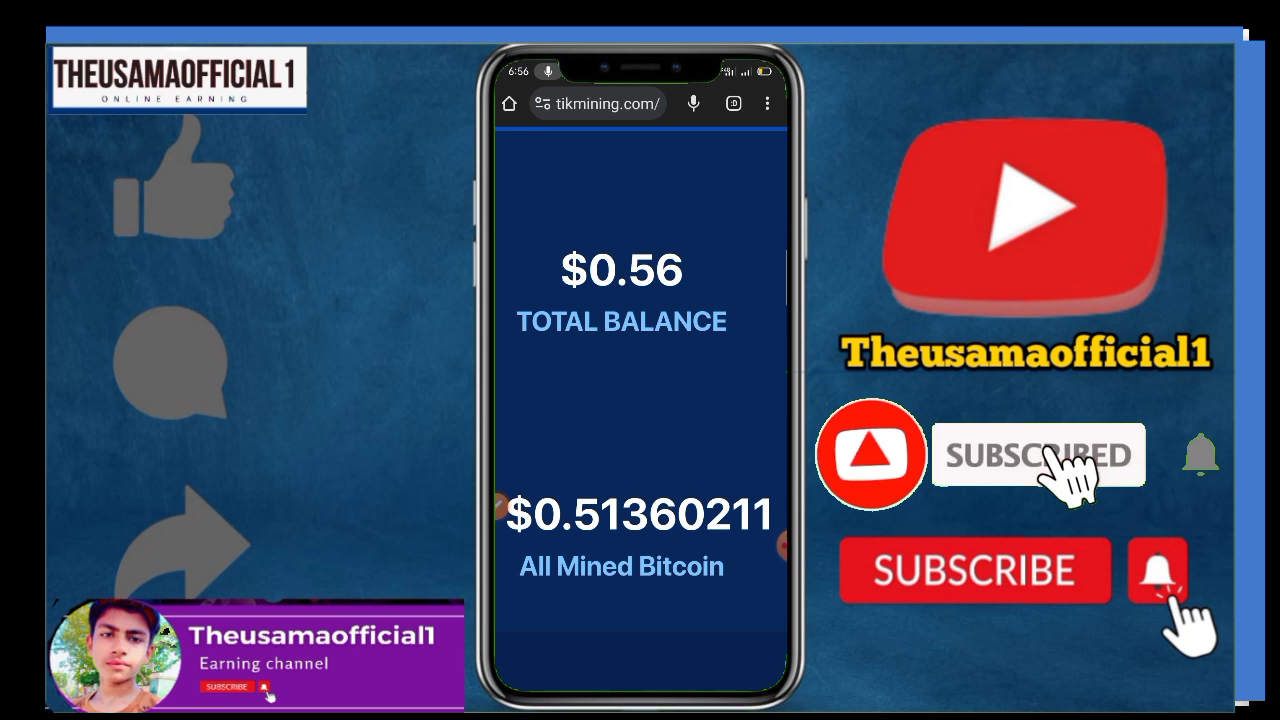 THEUSAMAOFFICIAL1
ONLINE EARNING
6:56
tikmining.com/
:D
$0.56
TOTAL BALANCE
$0.51360211
All Mined Bitcoin
Theusamaofficial1
SUBSCRIBED
SUBSCRIBE
Theusamaofficial1
Earning channel
SUBSCRIBE